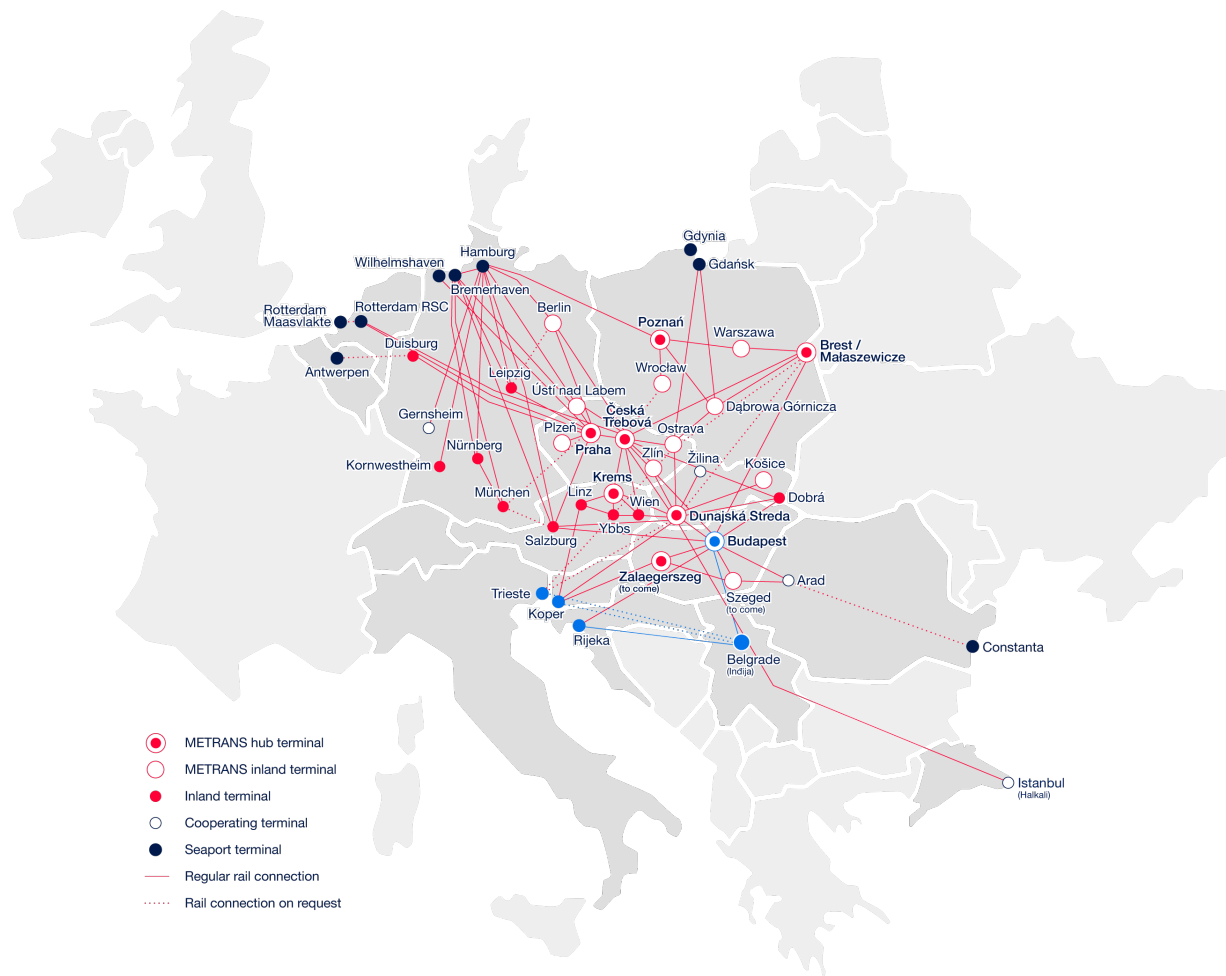 Gdynia
Gdańsk
Hamburg
Wilhelmshaven
Bremerhaven
Rotterdam
Maasvlakte
Rotterdam RSC
Berlin
Poznań
Warszawa
Brest /
Małaszewicze
Duisburg
Antwerpen
Wrocław
Leipzig
Ústí nad Labem
Dąbrowa Górnicza
Česká
Třebová
Gernsheim
Plzeň
Praha
Ostrava
Nürnberg
Zlín
Žilina
Košice
Kornwestheim
Krems
München
Linz
Wien
Dobrá
Ybbs
Dunajská Streda
Salzburg
Budapest
Zalaegerszeg
(to come)
Arad
Trieste
Szeged
(to come)
Koper
Rijeka
Constanta
Belgrade
(Inđija)
METRANS hub terminal
METRANS inland terminal
Inland terminal
Cooperating terminal
Seaport terminal
Regular rail connection
Rail connection on request
Istanbul
(Halkali)